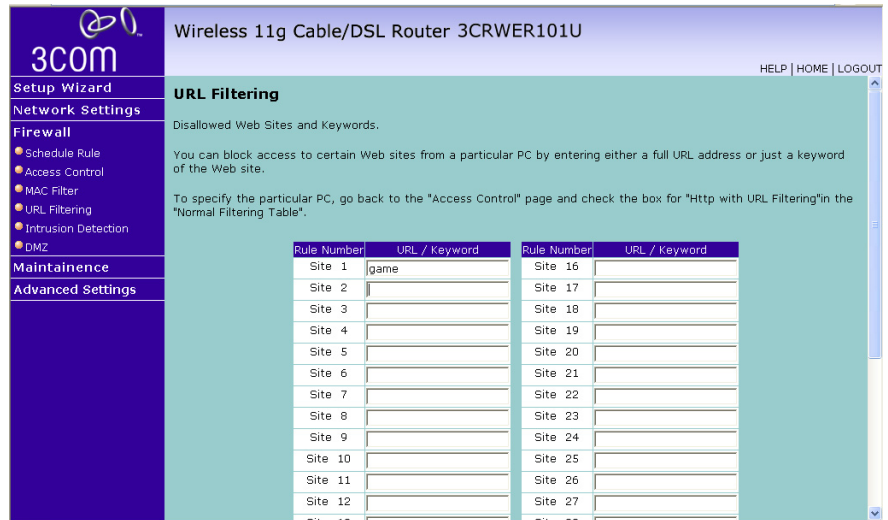 3COM
Wireless 11g Cable/DSL Router 3CRWER101U
HELP | HOME | LOGOUT
Setup Wizard
Network Settings
Firewall
Schedule Rule
Access Control
MAC Filter
URL Filtering
Intrusion Detection
DMZ
Maintainence
Advanced Settings
URL Filtering
Disallowed Web Sites and Keywords.
You can block access to certain Web sites from a particular PC by entering either a full URL address or just a keyword
of the Web site.
To specify the particular PC, go back to the "Access Control" page and check the box for "Http with URL Filtering"in the
"Normal Filtering Table".
Rule Number URL / Keyword Rule Number URL / Keyword
Site 1 game Site 16
Site 2 Site 17
Site 3 Site 18
Site 4 Site 19
Site 5 Site 20
Site 6 Site 21
Site 7 Site 22
Site 8 Site 23
Site 9 Site 24
Site 10 Site 25
Site 11 Site 26
Site 12 Site 27